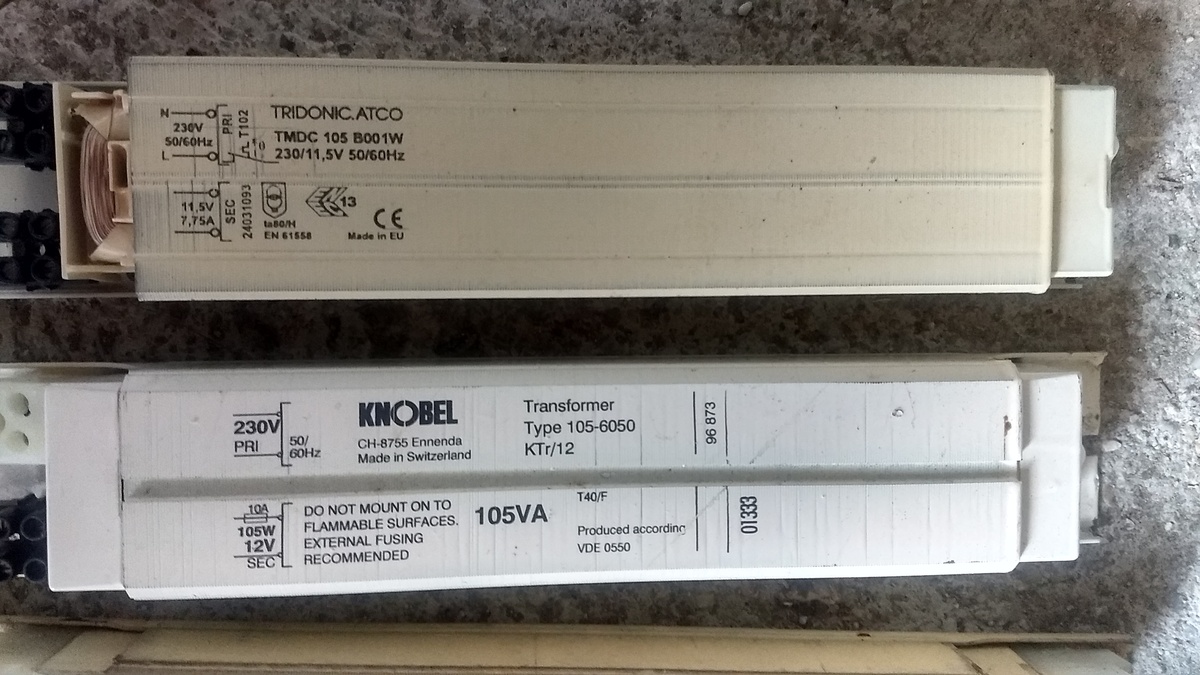 N
230V
50/60Hz
L
PRI
T102
TRIDONIC.ATCO
TMDC 105 B001W
230/11,5V 50/60Hz
11,5V
7,75A
SEC
24031093
ta80/H
EN 61558
13
CE
Made in EU
230V
PRI
50/
60Hz
KNOBEL
CH-8755 Ennenda
Made in Switzerland
Transformer
Type 105-6050
KTr/12
96 873
10A
105W
12V
SEC
DO NOT MOUNT ON TO
FLAMMABLE SURFACES.
EXTERNAL FUSING
RECOMMENDED
105VA
T40/F
Produced according
VDE 0550
01333